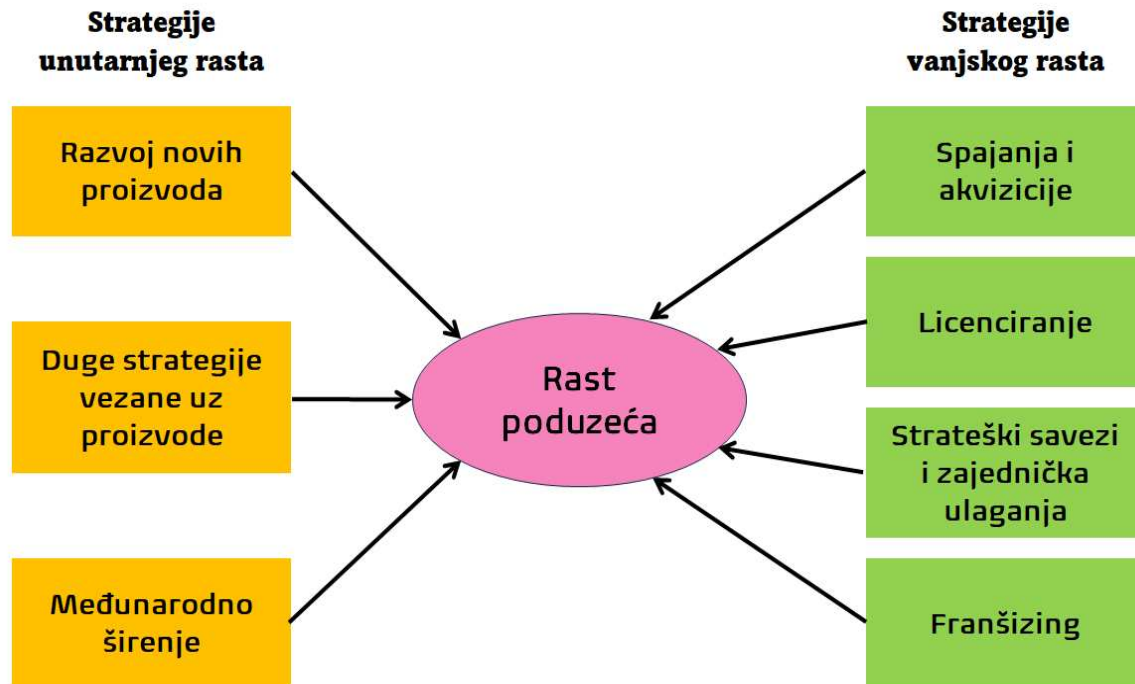 Strategije
unutarnjeg rasta
Razvoj novih
proizvoda
Duge strategije
vezane uz
proizvode
Međunarodno
širenje
Rast
poduzeća
Strategije
vanjskog rasta
Spajanja i
akvizicije
Licenciranje
Strateški savezi
i zajednička
ulaganja
Franšizing